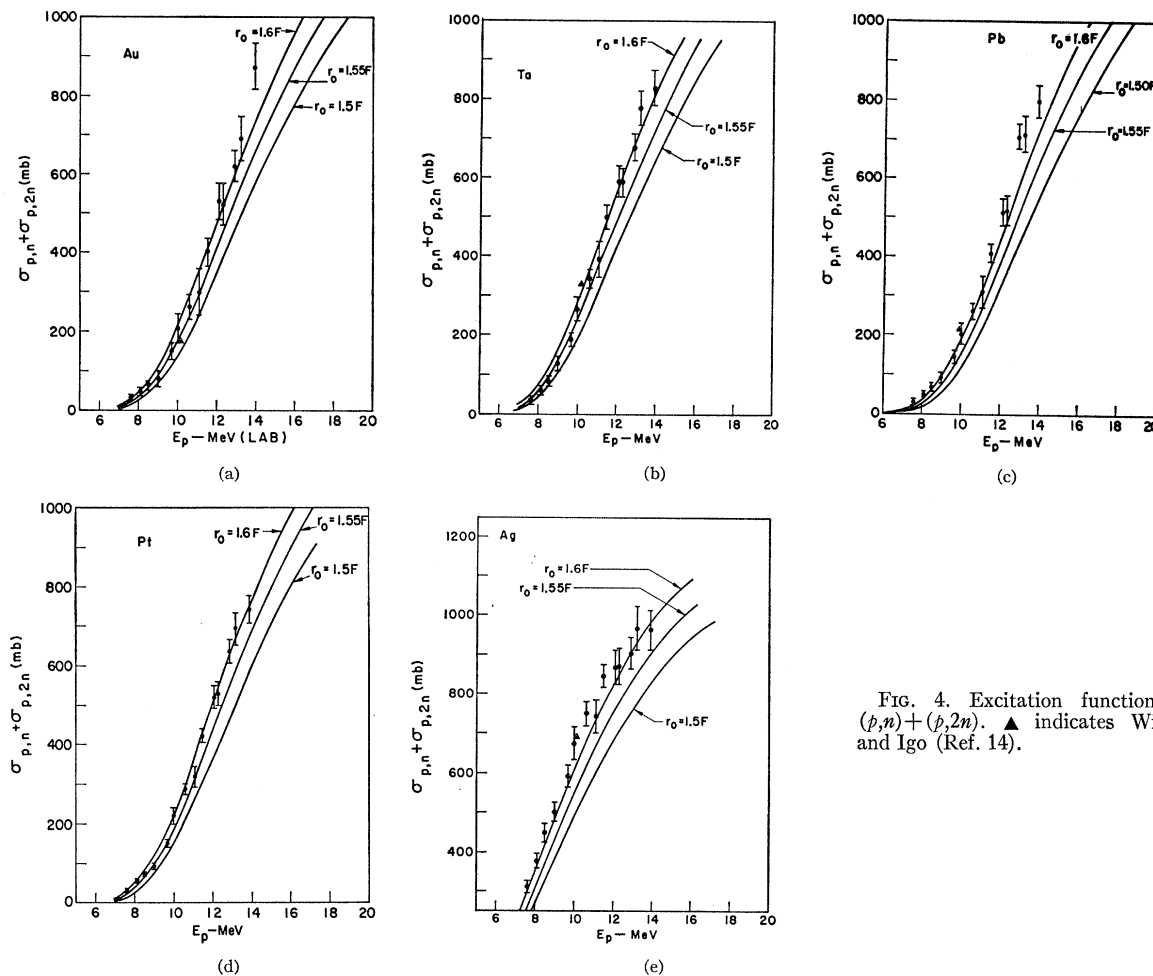 1000
800
600
400
200
0
σp,n + σp,2n (mb)
Au
r₀ = 1.6F
r₀ = 1.55F
r₀ = 1.5F
6 8 10 12 14 16 18 20
Ep — MeV (LAB)
(a)
1000
800
600
400
200
0
σp,n + σp,2n (mb)
Ta
r₀ = 1.6F
r₀ = 1.55F
r₀ = 1.5F
6 8 10 12 14 16 18 20
Ep — MeV
(b)
1000
800
600
400
200
0
σp,n + σp,2n (mb)
Pb
r₀ = 1.6F
r₀ = 1.50F
r₀ = 1.55F
6 8 10 12 14 16 18 20
Ep — MeV
(c)
1000
800
600
400
200
0
σp,n + σp,2n (mb)
Pt
r₀ = 1.6F
r₀ = 1.55F
r₀ = 1.5F
6 8 10 12 14 16 18 20
Ep — MeV
(d)
1200
1000
800
600
400
σp,n + σp,2n (mb)
Ag
r₀ = 1.6F
r₀ = 1.55F
r₀ = 1.5F
6 8 10 12 14 16 18 20
Ep — MeV
(e)
FIG. 4. Excitation function
(p,n)+(p,2n). ▲ indicates W
and Igo (Ref. 14).